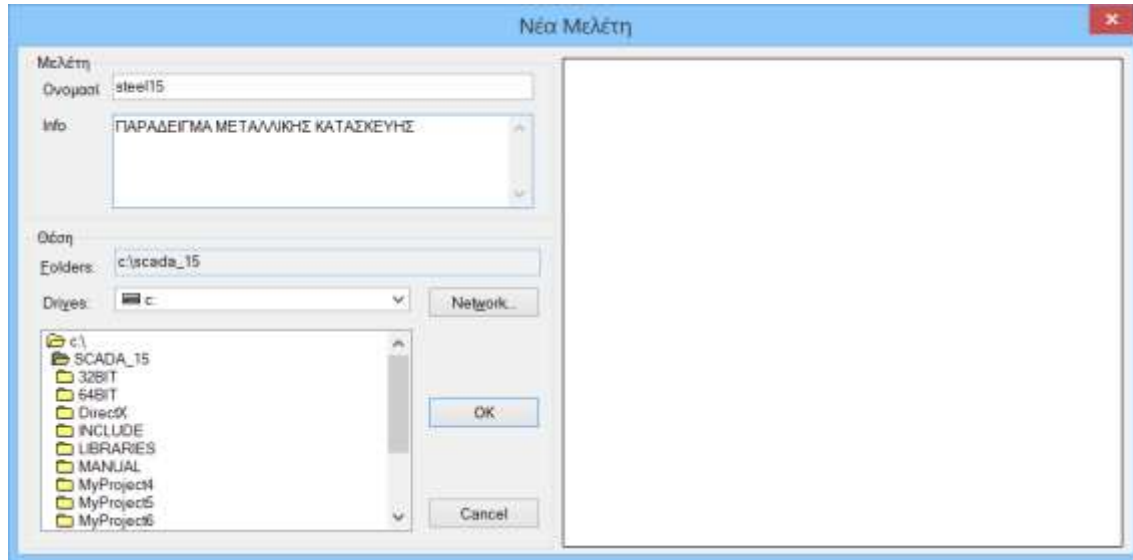 Νέα Μελέτη
Μελέτη
Ονομασί
steel15
Info
ΠΑΡΑΔΕΙΓΜΑ ΜΕΤΑΛΛΙΚΗΣ ΚΑΤΑΣΚΕΥΗΣ
Θέση
Folders:
c:\scada_15
Drives:
c:
Network...
c:\
SCADA_15
32BIT
64BIT
DirectX
INCLUDE
LIBRARIES
MANUAL
MyProject4
MyProject5
MyProject6
OK
Cancel